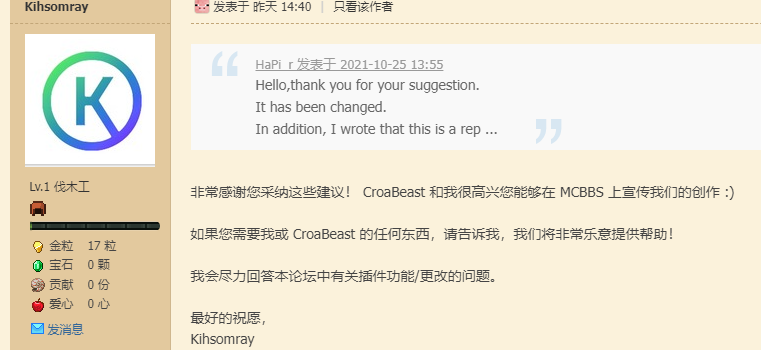 Kihsomray
发表于 昨天 14:40 | 只看该作者
HaPi_r 发表于 2021-10-25 13:55
Hello,thank you for your suggestion.
It has been changed.
In addition, I wrote that this is a rep ...
Lv.1 伐木工
金粒 17 粒
宝石 0 颗
贡献 0 份
爱心 0 心
发消息
非常感谢您采纳这些建议！ CroaBeast 和我很高兴您能够在 MCBBS 上宣传我们的创作 :)
如果您需要我或 CroaBeast 的任何东西，请告诉我，我们将非常乐意提供帮助！
我会尽力回答本论坛中有关插件功能/更改的问题。
最好的祝愿，
Kihsomray